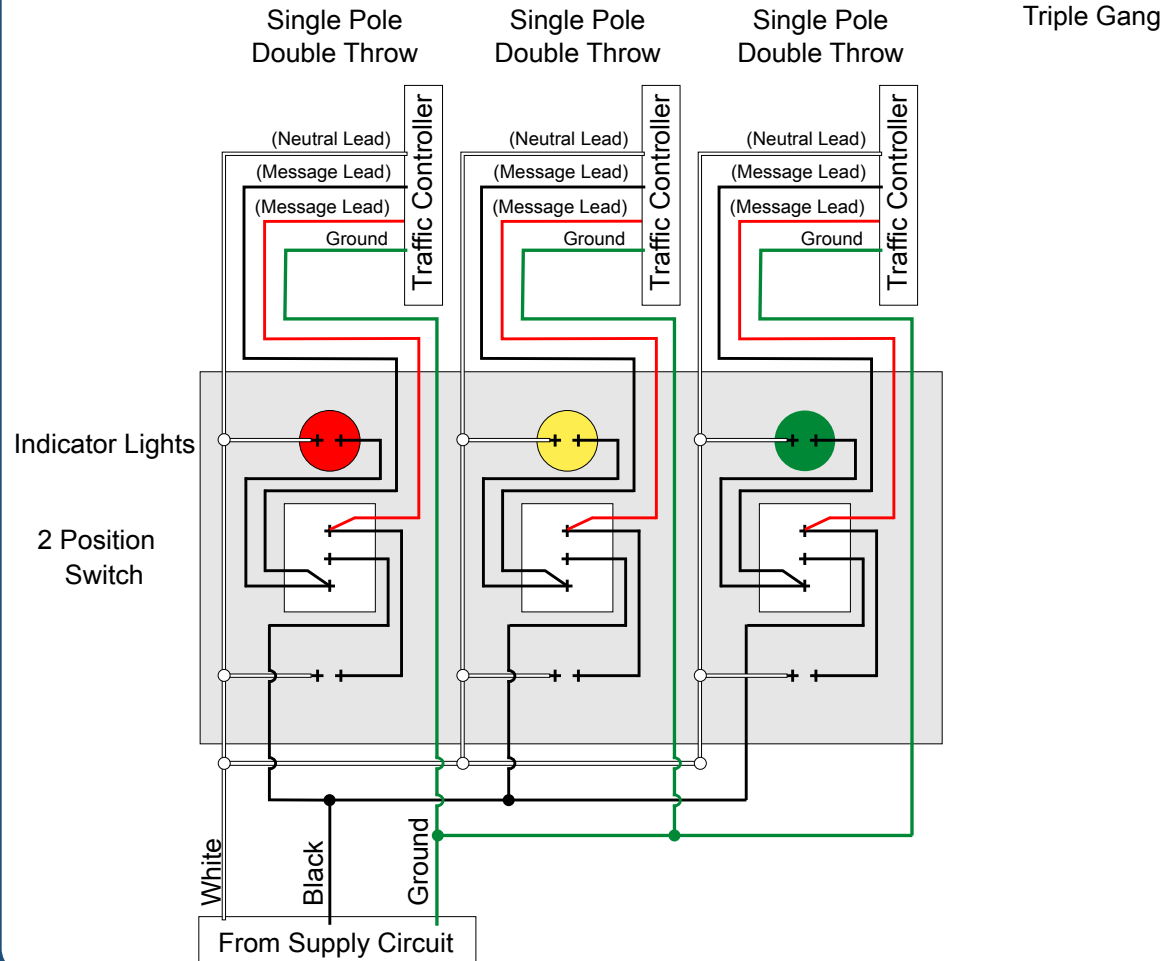 Single Pole
Double Throw
Single Pole
Double Throw
Single Pole
Double Throw
Triple Gang
(Neutral Lead)
(Message Lead)
(Message Lead)
Ground
Traffic Controller
(Neutral Lead)
(Message Lead)
(Message Lead)
Ground
Traffic Controller
(Neutral Lead)
(Message Lead)
(Message Lead)
Ground
Traffic Controller
Indicator Lights
2 Position
Switch
White
Black
Ground
From Supply Circuit